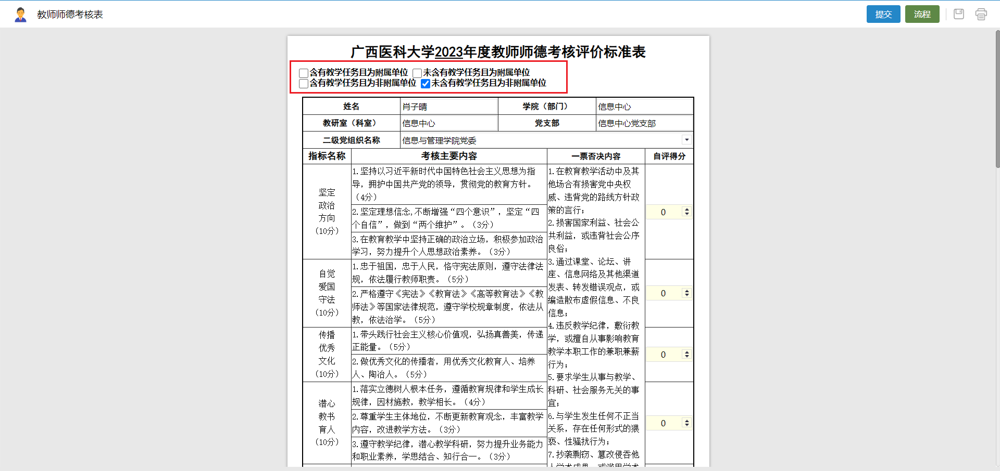 教师师德考核表
提交
流程
广西医科大学2023年度教师师德考核评价标准表
含有教学任务且为附属单位 未含有教学任务且为附属单位
含有教学任务且为非附属单位 未含有教学任务且为非附属单位
姓名 肖子晴 学院（部门） 信息中心
教研室（科室） 信息中心 党支部 信息中心党支部
二级党组织名称 信息与管理学院党委
指标名称 考核主要内容 一票否决内容 自评得分
坚定
政治
方向
（10分）
1.坚持以习近平新时代中国特色社会主义思想为指
导，拥护中国共产党的领导，贯彻党的教育方针。
（4分）
2.坚定理想信念,不断增强“四个意识”，坚定“四
个自信”，做到“两个维护”。（3分）
3.在教育教学中坚持正确的政治立场，积极参加政治
学习，努力提升个人思想政治素养。（3分）
0
自觉
爱国
守法
（10分）
1.忠于祖国，忠于人民，恪守宪法原则，遵守法律法
规，依法履行教师职责。（5分）
2.严格遵守《宪法》《教育法》《高等教育法》《教
师法》等国家法律规范，遵守学校规章制度，依法从
教，依法治学。（5分）
0
传播
优秀
文化
（10分）
1.带头践行社会主义核心价值观，弘扬真善美，传递
正能量。（5分）
2.做优秀文化的传播者，用优秀文化教育人、培养
人、陶冶人。（5分）
0
潜心
教书
育人
（10分）
1.落实立德树人根本任务，遵循教育规律和学生成长
规律，因材施教，教学相长。（4分）
2.尊重学生主体地位，不断更新教育观念，丰富教学
内容，改进教学方法。（3分）
3.遵守教学纪律，潜心教学科研，努力提升业务能力
和职业素养，学思结合、知行合一。（3分）
0
1.在教育教学活动中及其
他场合有损害党中央权
威、违背党的路线方针政
策的言行；
2.损害国家利益、社会公
共利益，或违背社会公序
良俗；
3.通过课堂、论坛、讲
座、信息网络及其他渠道
发表、转发错误观点，或
编造散布虚假信息、不良
信息；
4.违反教学纪律，敷衍教
学，或擅自从事影响教育
教学本职工作的兼职兼薪
行为；
5.要求学生从事与教学、
科研、社会服务无关的事
宜；
6.与学生发生任何不正当
关系，存在任何形式的猥
亵、性骚扰行为；
7.抄袭剽窃、篡改侵吞他